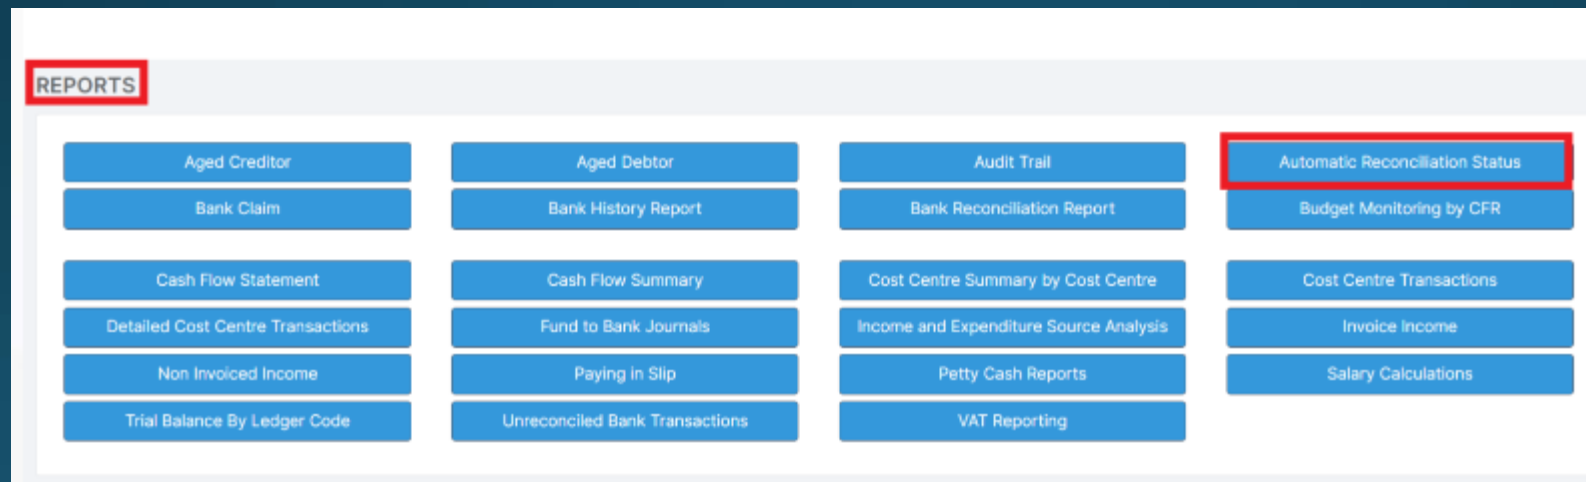 REPORTS
Aged Creditor
Aged Debtor
Audit Trail
Automatic Reconciliation Status
Bank Claim
Bank History Report
Bank Reconciliation Report
Budget Monitoring by CFR
Cash Flow Statement
Cash Flow Summary
Cost Centre Summary by Cost Centre
Cost Centre Transactions
Detailed Cost Centre Transactions
Fund to Bank Journals
Income and Expenditure Source Analysis
Invoice Income
Non Invoiced Income
Paying in Slip
Petty Cash Reports
Salary Calculations
Trial Balance By Ledger Code
Unreconciled Bank Transactions
VAT Reporting